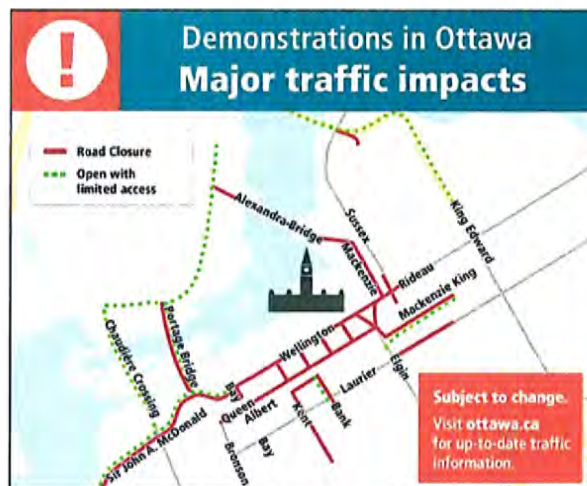 !
Demonstrations in Ottawa
Major traffic impacts
Road Closure
Open with
limited access
Alexandra-Bridge
Sussex
Mackenzie
King Edward
Rideau
Mackenzie King
Wellington
Portage Bridge
Chaudière Crossing
Elgin
Laurier
Bay
Queen
Albert
Kent
Bank
Sir John A. McDonald
Bronson
Bay
Subject to change.
Visit ottawa.ca
for up-to-date traffic
information.